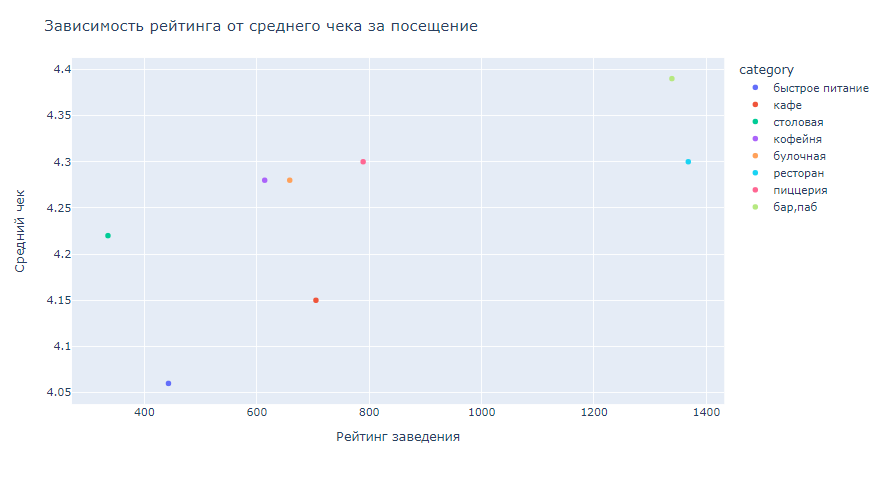 Зависимость рейтинга от среднего чека за посещение
4.4
4.35
4.3
4.25
4.2
4.15
4.1
4.05
Средний чек
400
600
800
1000
1200
1400
Рейтинг заведения
category
быстрое питание
кафе
столовая
кофейня
булочная
ресторан
пиццерия
бар,паб